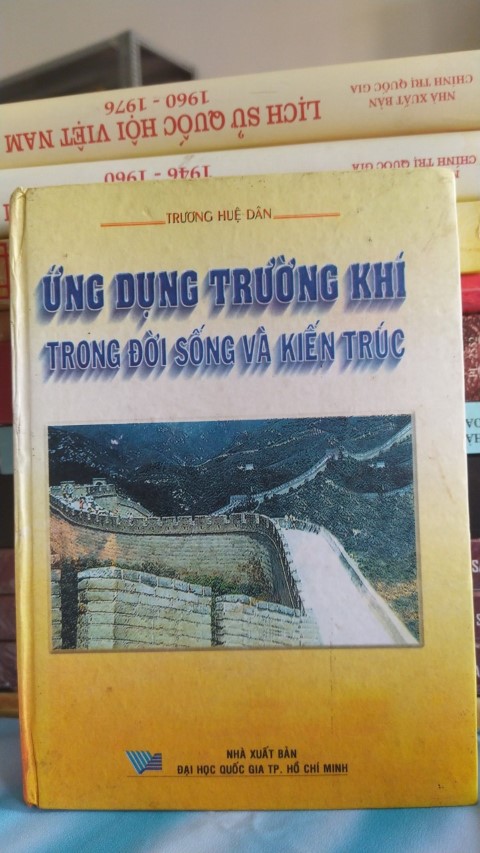 1960 - 1976
LỊCH SỬ QUỐC HỘI VIỆT NAM
NHÀ XUẤT BẢN
CHÍNH TRỊ QUỐC GIA
1946 - 1960
CHÍNH TRỊ QUỐC GIA
TRƯƠNG HUỆ DÂN
ỨNG DỤNG TRƯỜNG KHÍ
TRONG ĐỜI SỐNG VÀ KIẾN TRÚC
NHÀ XUẤT BẢN
ĐẠI HỌC QUỐC GIA TP. HỒ CHÍ MINH